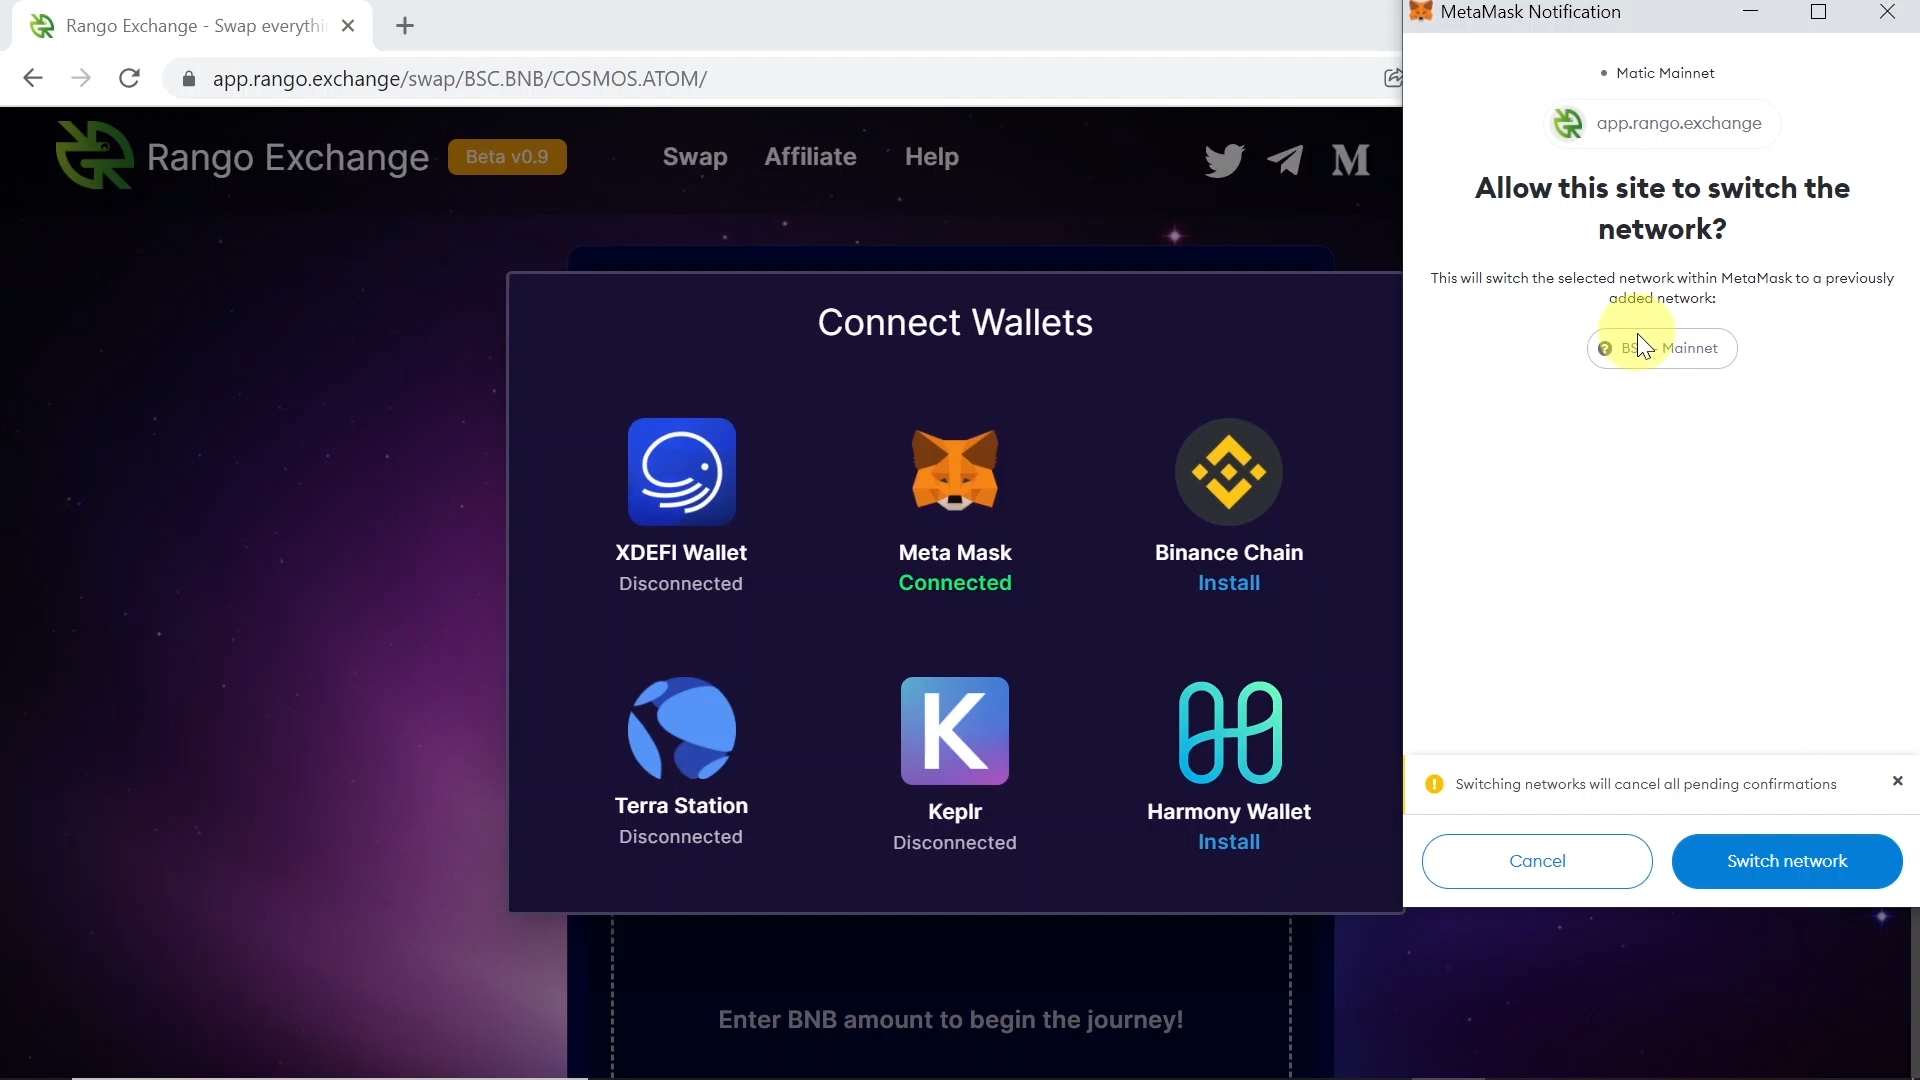 Rango Exchange - Swap everythi
app.rango.exchange/swap/BSC.BNB/COSMOS.ATOM/
Rango Exchange
Beta v0.9
Swap
Affiliate
Help
Connect Wallets
XDEFI Wallet
Disconnected
Meta Mask
Connected
Binance Chain
Install
Terra Station
Disconnected
Keplr
Disconnected
Harmony Wallet
Install
Enter BNB amount to begin the journey!
MetaMask Notification
Matic Mainnet
app.rango.exchange
Allow this site to switch the
network?
This will switch the selected network within MetaMask to a previously
added network:
Mainnet
Switching networks will cancel all pending confirmations
Cancel
Switch network